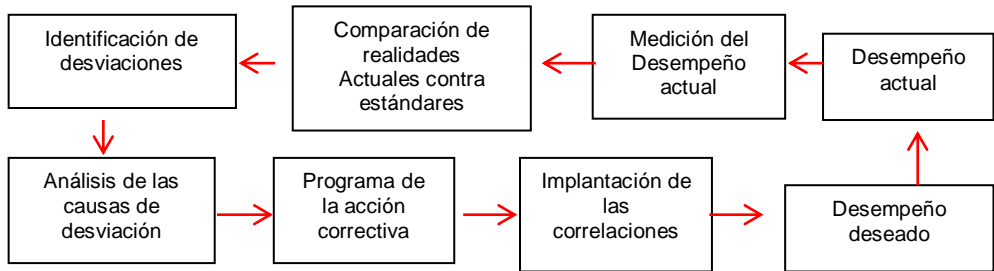 Identificación de
desviaciones
Comparación de
realidades
Actuales contra
estándares
Medición del
Desempeño
actual
Desempeño
actual
Análisis de las
causas de
desviación
Programa de
la acción
correctiva
Implantación de
las
correlaciones
Desempeño
deseado